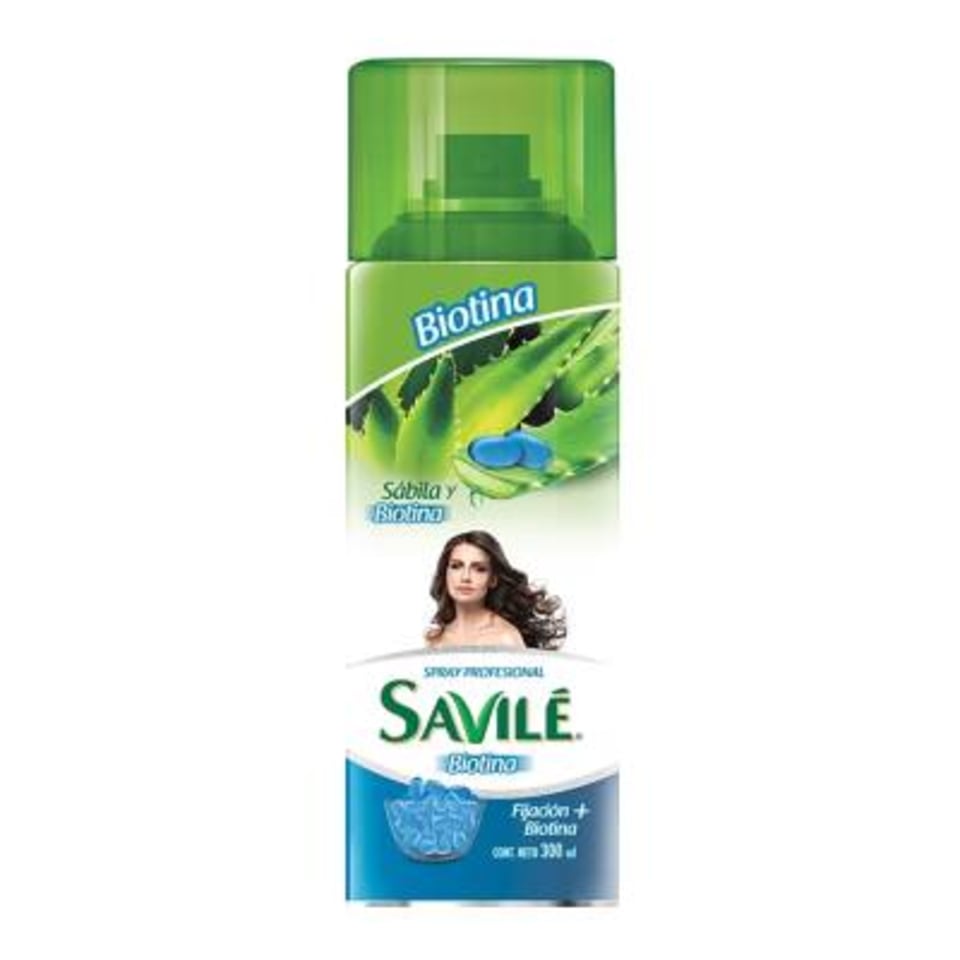 Biotina
Sábila y
Biotina
SPRAY PROFESIONAL
SAVILÉ
Biotina
Fijación +
Biotina
CONT. NETO 300 ml